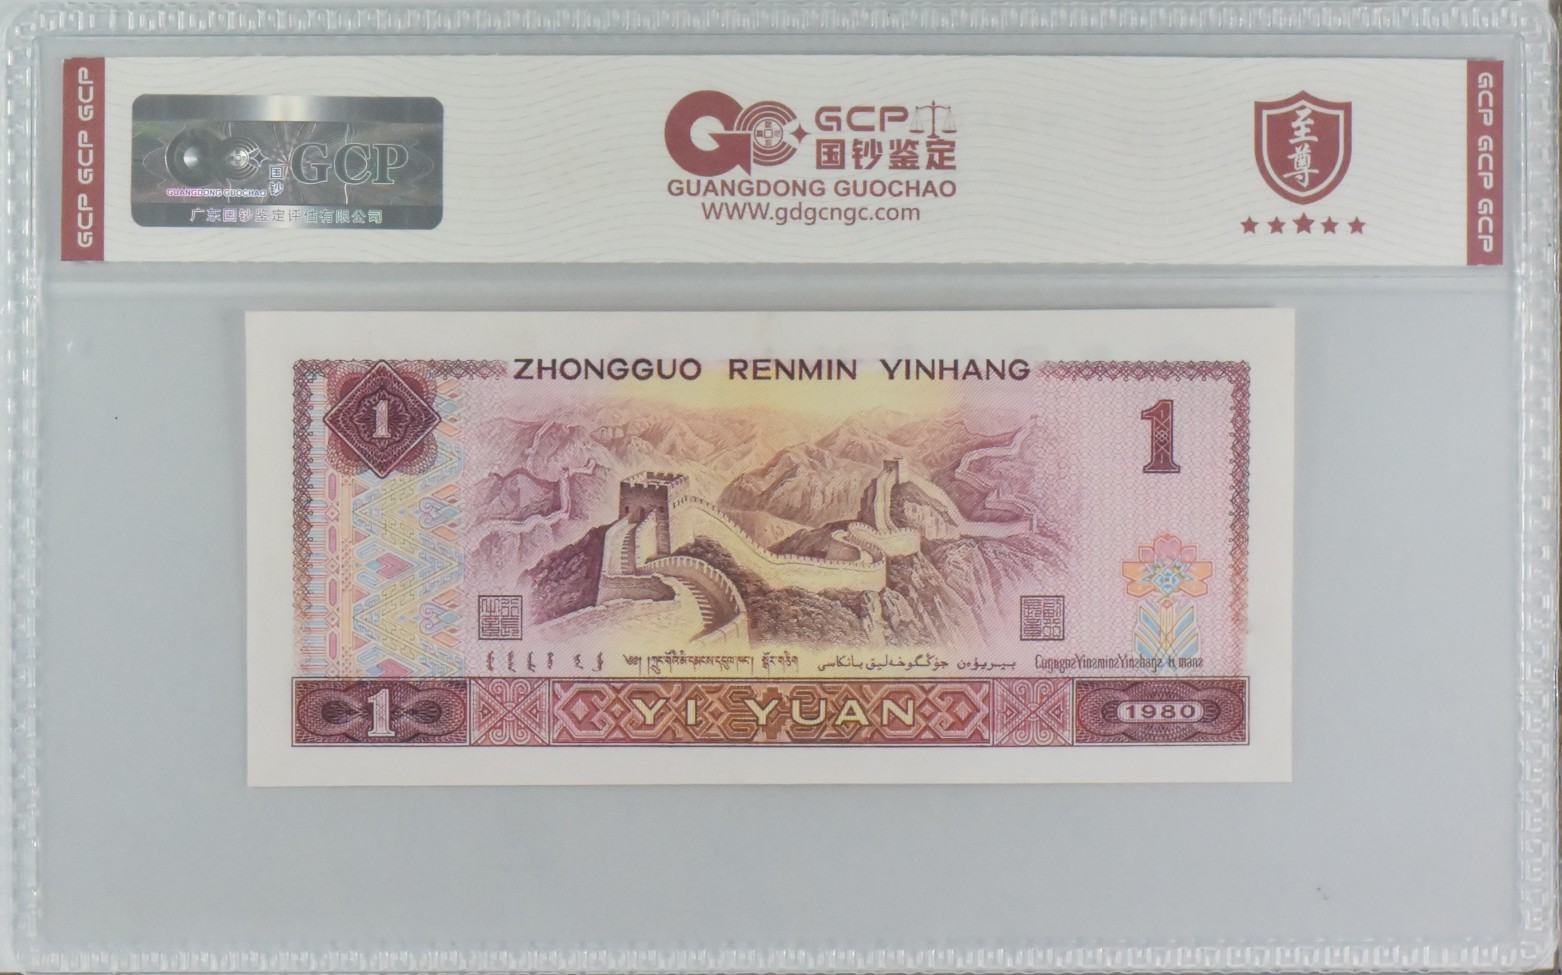 GCP GCP GCP
GCP
国钞
GUANGDONG GUOCHAO
广东国钞鉴定评估有限公司
GCP
国钞鉴定
GUANGDONG GUOCHAO
WWW.gdgcngc.com
至尊
GCP GCP GCP
ZHONGGUO RENMIN YINHANG
1
1
YI YUAN
1
1980